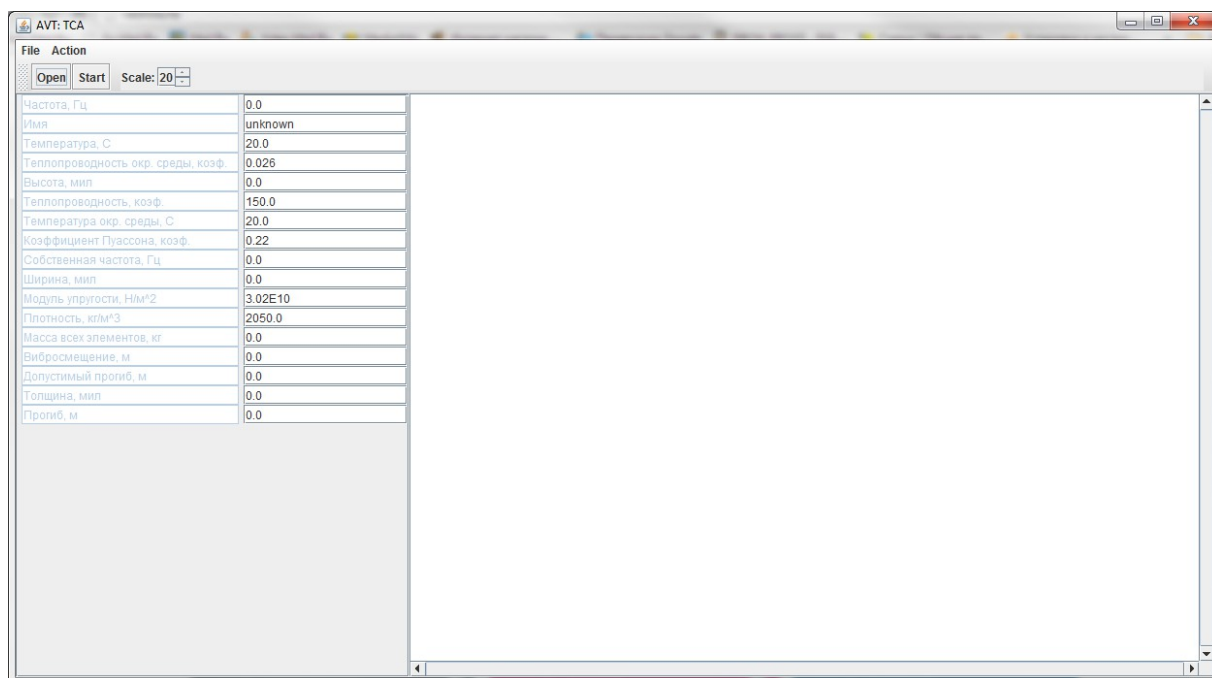 AVT: TCA
File Action
Open Start Scale: 20
Частота, Гц 0.0
Имя unknown
Температура, С 20.0
Теплопроводность окр. среды, коэф. 0.026
Высота, мил 0.0
Теплопроводность, коэф. 150.0
Температура окр. среды, С 20.0
Коэффициент Пуассона, коэф. 0.22
Собственная частота, Гц 0.0
Ширина, мил 0.0
Модуль упругости, Н/м^2 3.02E10
Плотность, кг/м^3 2050.0
Масса всех элементов, кг 0.0
Вибросмещение, м 0.0
Допустимый прогиб, м 0.0
Толщина, мил 0.0
Прогиб, м 0.0